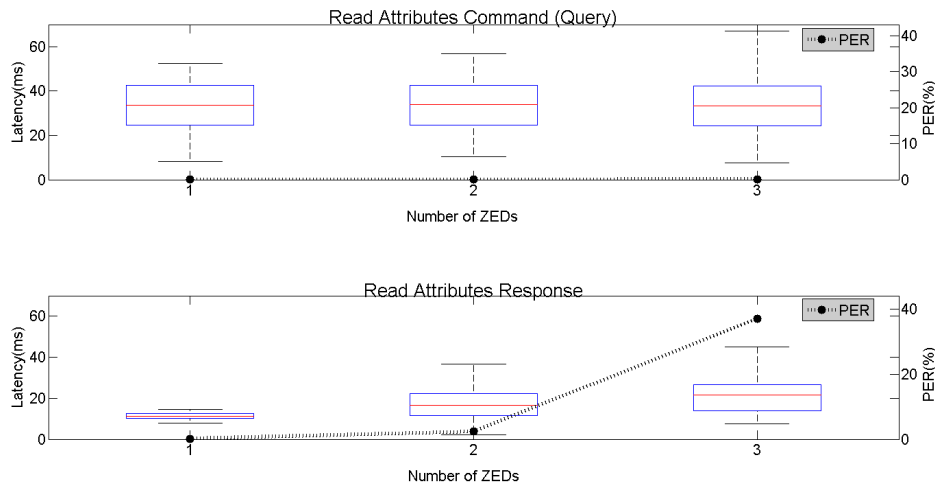 Read Attributes Command (Query)
PER
Latency(ms)
60
40
20
0
40
30
20
10
0
PER(%)
1
2
3
Number of ZEDs
Read Attributes Response
PER
Latency(ms)
60
40
20
0
40
20
0
PER(%)
1
2
3
Number of ZEDs